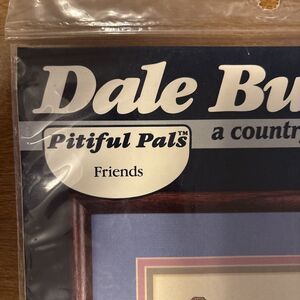 Dale Bu
Pitiful Pals™
a country
Friends